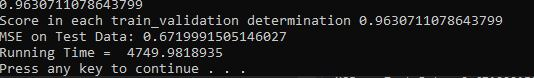 0.9630711078643799
Score in each train_validation determination 0.9630711078643799
MSE on Test Data: 0.6719991505146027
Running Time =  4749.9818935
Press any key to continue . . .